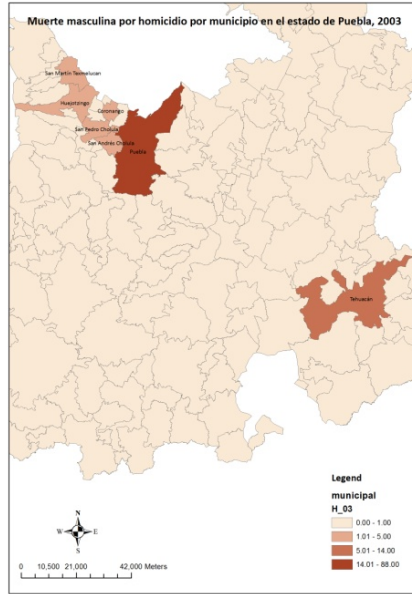 Muerte masculina por homicidio por municipio en el estado de Puebla, 2003
San Martín Texmelucan
Huejotzingo
Coronango
San Pedro Cholula
San Andrés Cholula
Puebla
Tehuacán
Legend
municipal
H_03
0.00 - 1.00
1.01 - 5.00
5.01 - 14.00
14.01 - 88.00
N
W
E
S
0 10,500 21,000 42,000 Meters